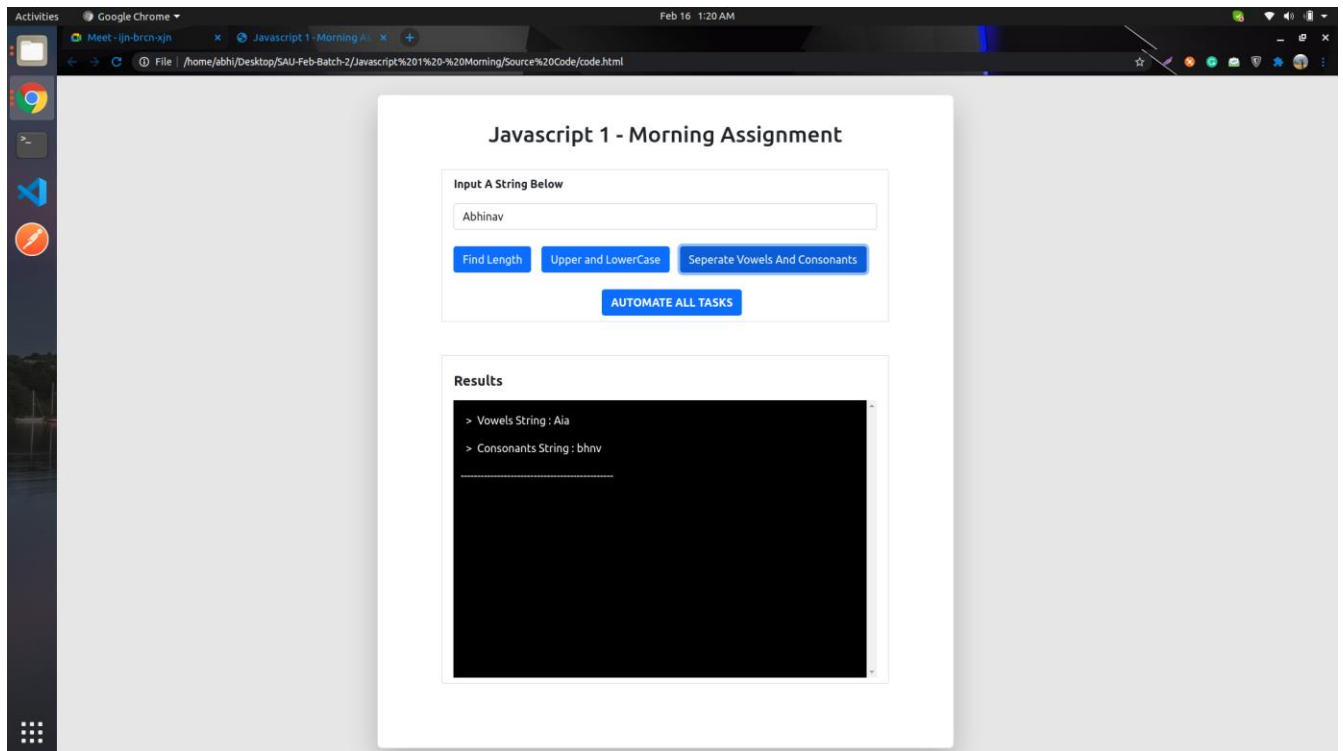 Activities Google Chrome Feb 16 1:20 AM
Meet - ijn-brcn-xjn Javascript 1 - Morning As
File /home/abhi/Desktop/SAU-Feb-Batch-2/Javascript%201%20-%20Morning/Source%20Code/code.html
Javascript 1 - Morning Assignment
Input A String Below
Abhinav
Find Length Upper and LowerCase Seperate Vowels And Consonants
AUTOMATE ALL TASKS
Results
> Vowels String : Aia
> Consonants String : bhnv
----------------------------------------------